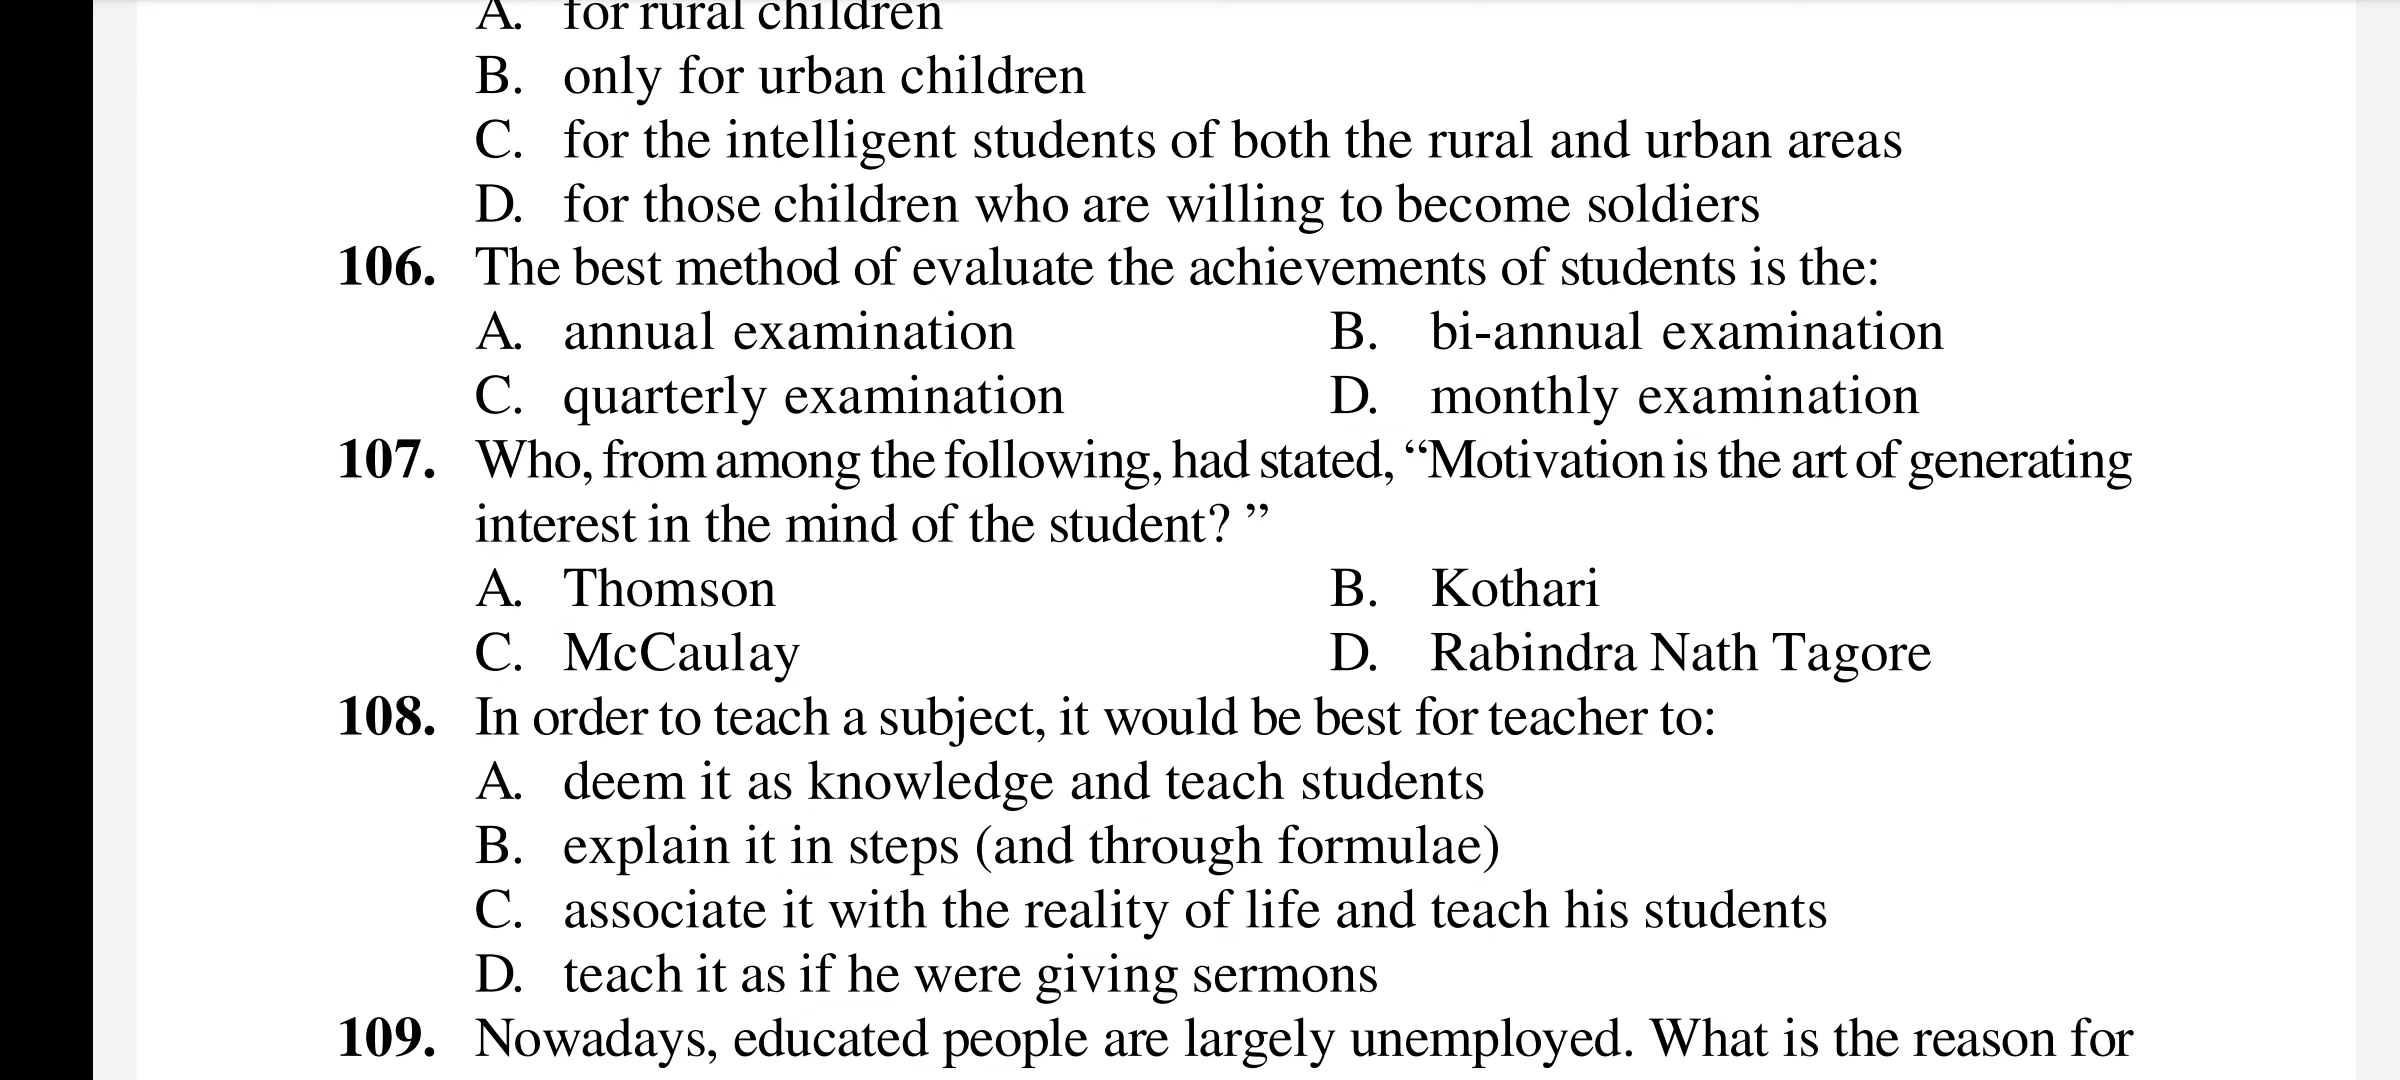 A. for rural children
B. only for urban children
C. for the intelligent students of both the rural and urban areas
D. for those children who are willing to become soldiers
106. The best method of evaluate the achievements of students is the:
A. annual examination B. bi-annual examination
C. quarterly examination D. monthly examination
107. Who, from among the following, had stated, “Motivation is the art of generating
interest in the mind of the student? ”
A. Thomson B. Kothari
C. McCaulay D. Rabindra Nath Tagore
108. In order to teach a subject, it would be best for teacher to:
A. deem it as knowledge and teach students
B. explain it in steps (and through formulae)
C. associate it with the reality of life and teach his students
D. teach it as if he were giving sermons
109. Nowadays, educated people are largely unemployed. What is the reason for